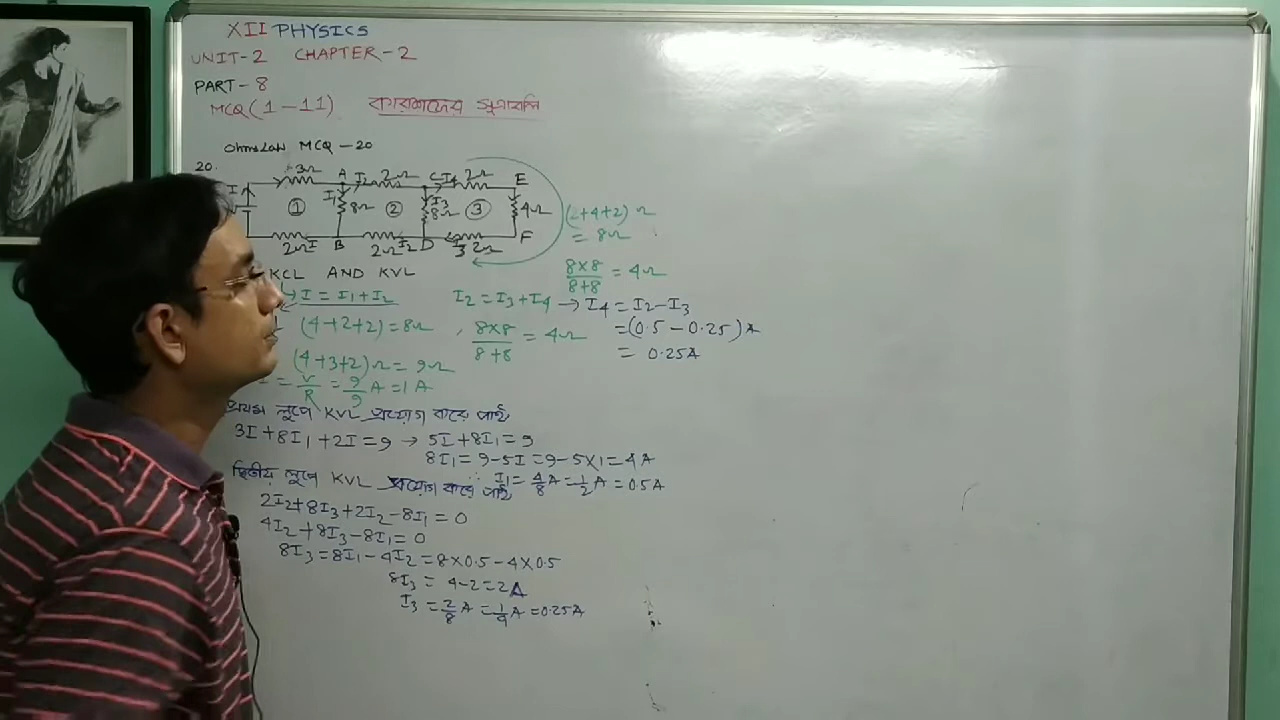 XII PHYSICS
UNIT-2 CHAPTER-2
PART-8
MCQ(1-11) কারশফের সূত্রাবলি
Ohms Law MCQ-20
20.
3Ω A I₂ 2Ω C I₄ 2Ω E
I I₁ 8Ω I₃ 8Ω 4Ω
① ② ③
2Ω I B 2Ω I₂ D 2Ω F
(2+4+2)Ω
= 8Ω
8×8/8+8 = 4Ω
KCL AND KVL
I = I₁+I₂
I₂ = I₃+I₄ → I₄ = I₂-I₃
=(0.5-0.25)A
= 0.25A
(4+2+2)=8Ω, 8×8/8+8 = 4Ω
(4+3+2)Ω = 9Ω
= V/R = 9/9 A = 1A
প্রথম লুপে KVL প্রয়োগ করে পাই
3I+8I₁+2I=9 → 5I+8I₁=9
8I₁=9-5I=9-5×1=4A
∴ I₁= 4/8 A = 1/2 A = 0.5A
দ্বিতীয় লুপে KVL প্রয়োগ করে পাই
2I₂+8I₃+2I₂-8I₁=0
4I₂+8I₃-8I₁=0
8I₃=8I₁-4I₂=8×0.5-4×0.5
8I₃ = 4-2=2A
I₃ = 2/8 A = 1/4 A = 0.25A